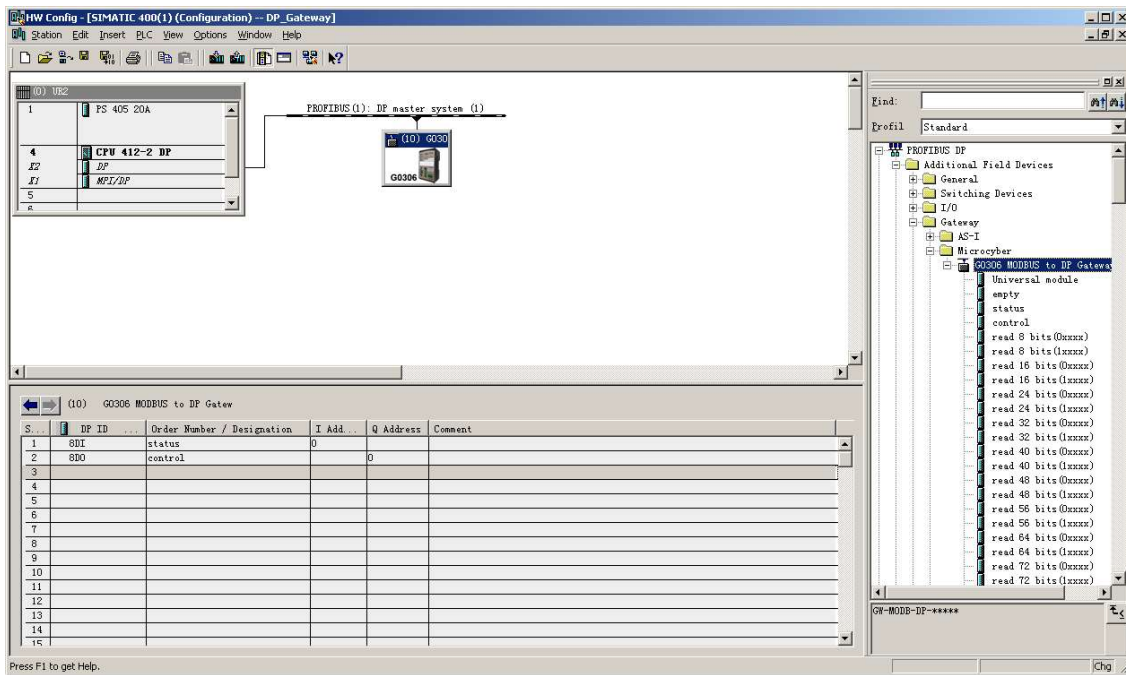 HW Config - [SIMATIC 400(1) (Configuration) -- DP_Gateway]
Station Edit Insert PLC View Options Window Help
(0) UR2
1 PS 405 20A
4 CPU 412-2 DP
X2 DP
X1 MPI/DP
5
6
PROFIBUS(1): DP master system (1)
(10) G030
G0306
Find:
Profil Standard
PROFIBUS DP
Additional Field Devices
General
Switching Devices
I/O
Gateway
AS-I
Microcyber
G0306 MODBUS to DP Gateway
Universal module
empty
status
control
read 8 bits(0xxxx)
read 8 bits(1xxxx)
read 16 bits(0xxxx)
read 16 bits(1xxxx)
read 24 bits(0xxxx)
read 24 bits(1xxxx)
read 32 bits(0xxxx)
read 32 bits(1xxxx)
read 40 bits(0xxxx)
read 40 bits(1xxxx)
read 48 bits(0xxxx)
read 48 bits(1xxxx)
read 56 bits(0xxxx)
read 56 bits(1xxxx)
read 64 bits(0xxxx)
read 64 bits(1xxxx)
read 72 bits(0xxxx)
read 72 bits(1xxxx)
GW-MODB-DP-*****
(10) G0306 MODBUS to DP Gatew
S... DP ID ... Order Number / Designation I Add... Q Address Comment
1 8DI status 0
2 8DO control 0
3
4
5
6
7
8
9
10
11
12
13
14
15
Press F1 to get Help.
Chg